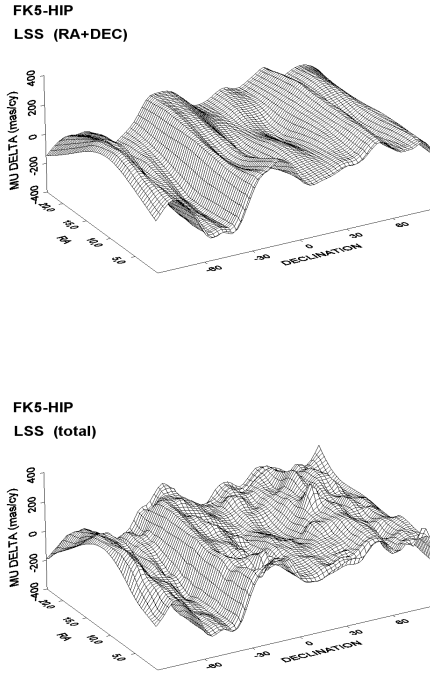 FK5-HIP
LSS (RA+DEC)
400
200
0
-200
-400
MU DELTA (mas/cy)
20,0
15,0
10,0
5,0
RA
-60
-30
0
30
60
DECLINATION
FK5-HIP
LSS (total)
400
200
0
-200
-400
MU DELTA (mas/cy)
20,0
15,0
10,0
5,0
RA
-60
-30
0
30
60
DECLINATION